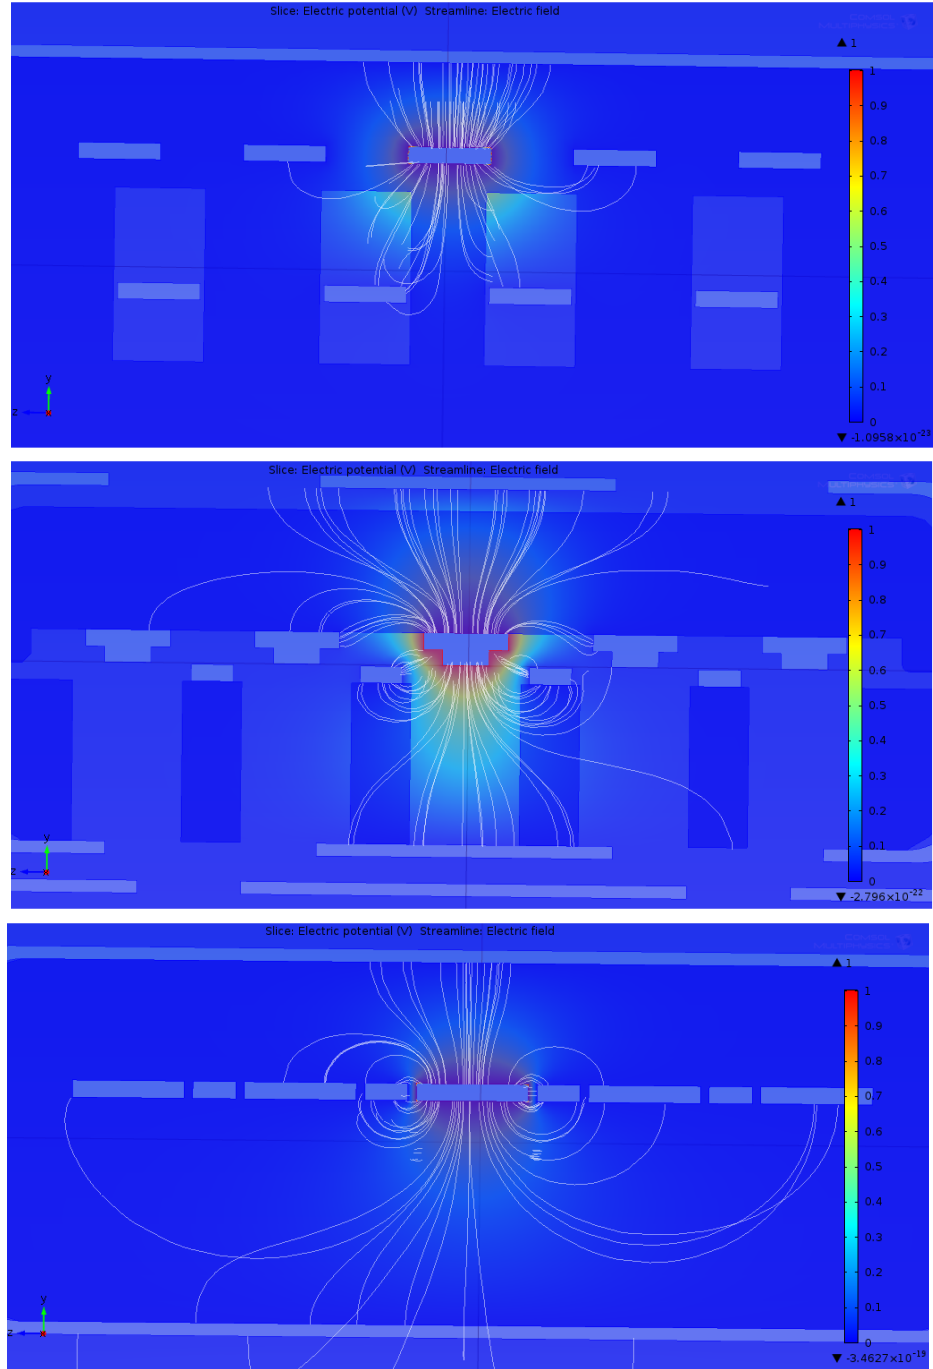 Slice: Electric potential (V) Streamline: Electric field
▲ 1
1
0.9
0.8
0.7
0.6
0.5
0.4
0.3
0.2
0.1
0
▼ -1.0958×10⁻²³
y
z
x
Slice: Electric potential (V) Streamline: Electric field
MULTIPHYSICS
▲ 1
1
0.9
0.8
0.7
0.6
0.5
0.4
0.3
0.2
0.1
0
▼ -2.796×10⁻²²
y
z
x
Slice: Electric potential (V) Streamline: Electric field
COMSOL
MULTIPHYSICS
▲ 1
1
0.9
0.8
0.7
0.6
0.5
0.4
0.3
0.2
0.1
0
▼ -3.4627×10⁻¹⁹
y
z
x